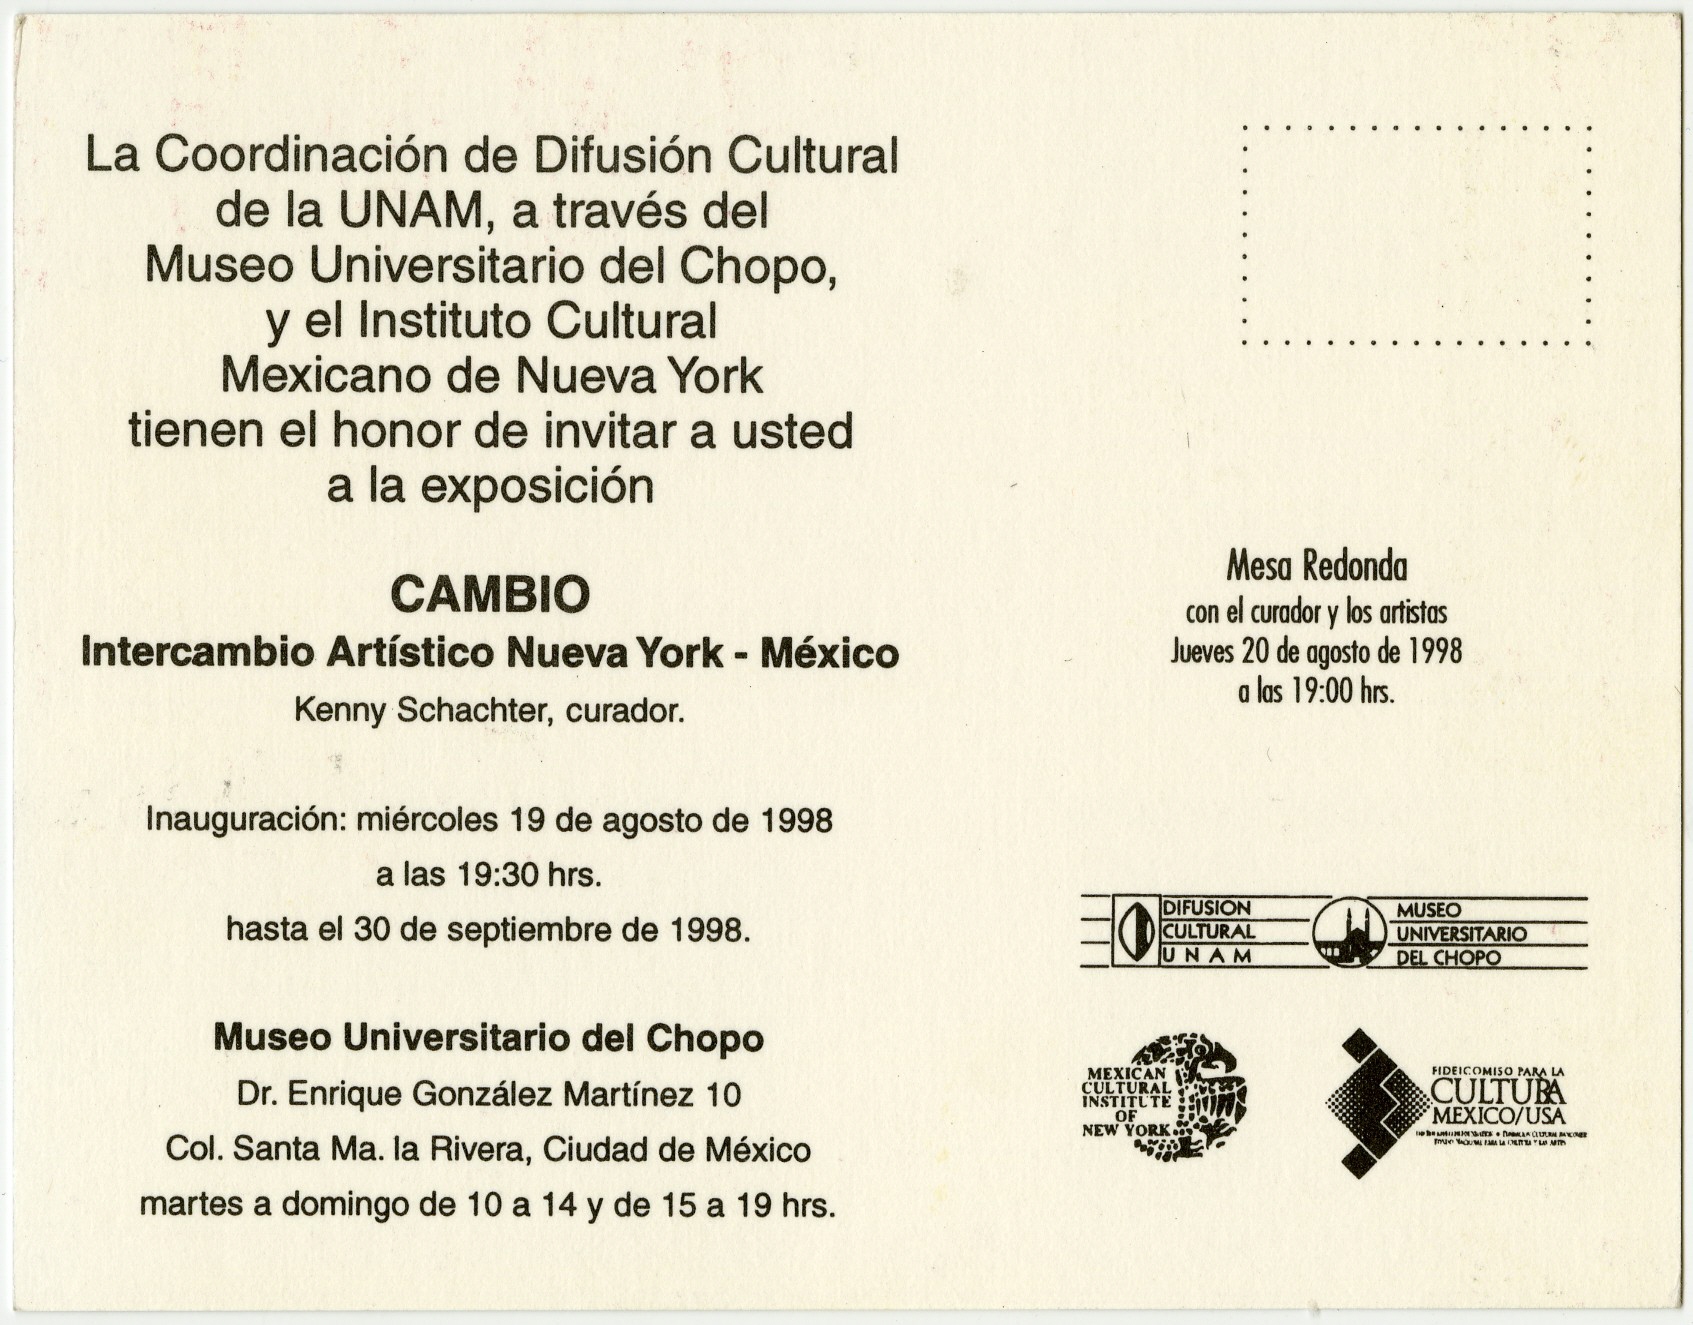 La Coordinación de Difusión Cultural
de la UNAM, a través del
Museo Universitario del Chopo,
y el Instituto Cultural
Mexicano de Nueva York
tienen el honor de invitar a usted
a la exposición
CAMBIO
Intercambio Artístico Nueva York - México
Kenny Schachter, curador.
Inauguración: miércoles 19 de agosto de 1998
a las 19:30 hrs.
hasta el 30 de septiembre de 1998.
Museo Universitario del Chopo
Dr. Enrique González Martínez 10
Col. Santa Ma. la Rivera, Ciudad de México
martes a domingo de 10 a 14 y de 15 a 19 hrs.
Mesa Redonda
con el curador y los artistas
Jueves 20 de agosto de 1998
a las 19:00 hrs.
DIFUSION
CULTURAL
UNAM
MUSEO
UNIVERSITARIO
DEL CHOPO
MEXICAN
CULTURAL
INSTITUTE
OF
NEW YORK
FIDEICOMISO PARA LA
CULTURA
MEXICO/USA